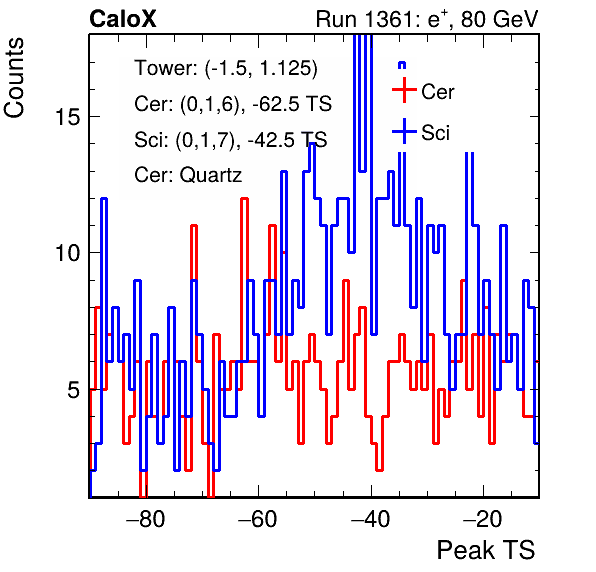 CaloX Run 1361: e⁺, 80 GeV
Counts
Tower: (-1.5, 1.125)
Cer: (0,1,6), -62.5 TS
Sci: (0,1,7), -42.5 TS
Cer: Quartz
Cer
Sci
15
10
5
−80 −60 −40 −20
Peak TS